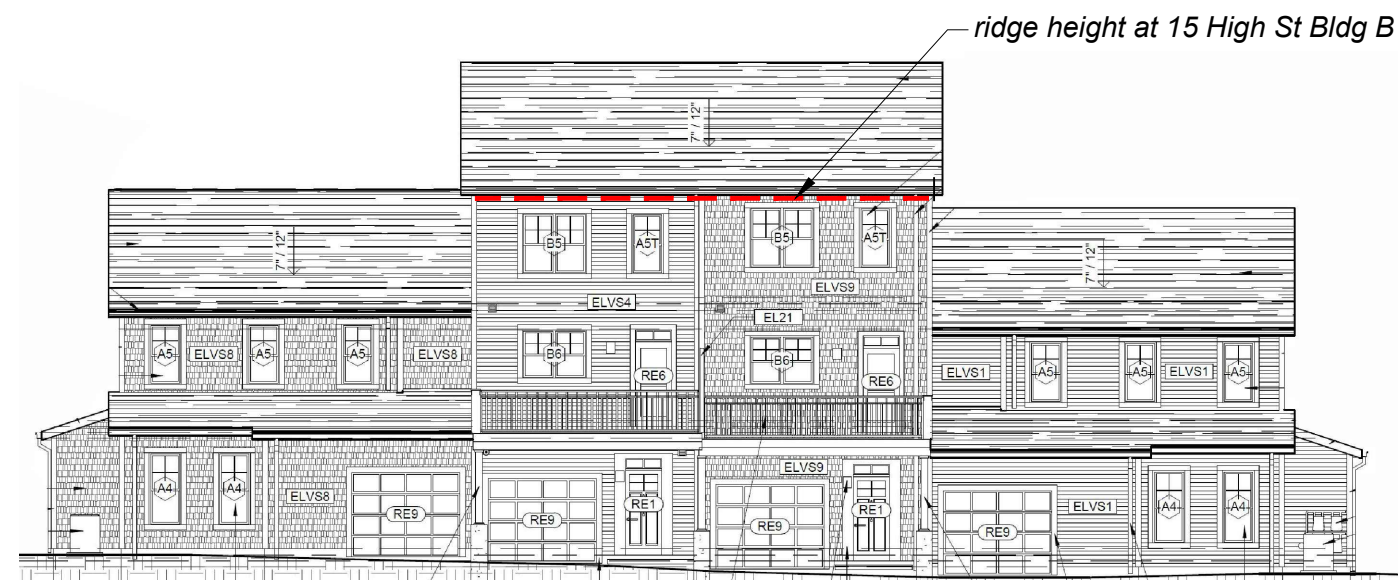 ridge height at 15 High St Bldg B
7" / 12"
7" / 12"
7" / 12"
B5
A5T
B5
A5T
ELVS4
ELVS9
EL21
A5
ELVS8
A5
A5
ELVS8
B6
RE6
B6
RE6
ELVS1
A5
A5
ELVS1
A5
ELVS9
A4
A4
ELVS8
RE9
RE9
RE1
RE9
RE1
RE9
ELVS1
A4
A4